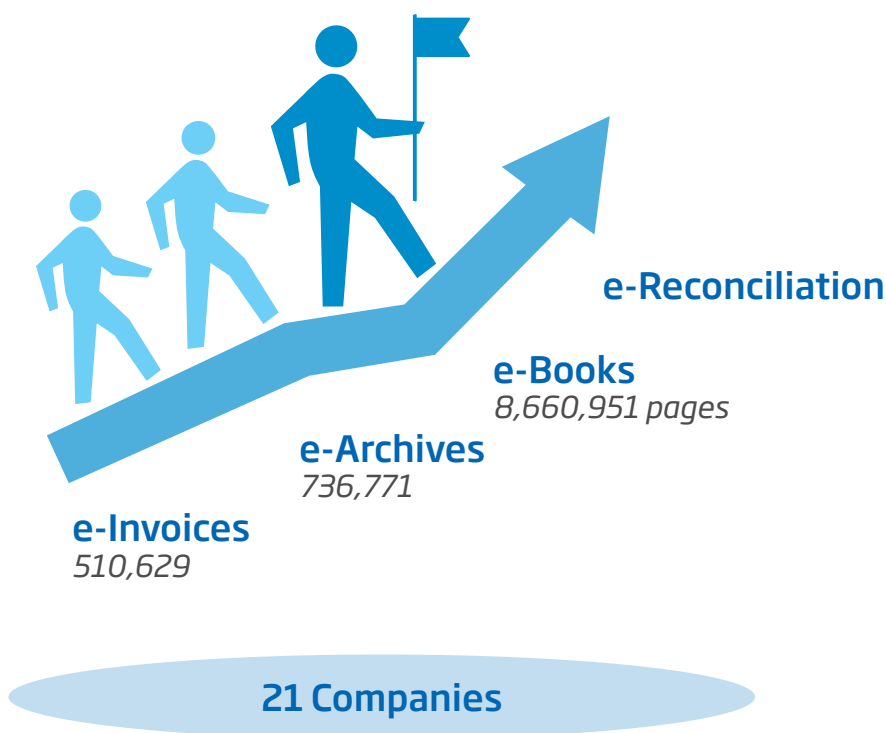 e-Reconciliation
e-Books
8,660,951 pages
e-Archives
736,771
e-Invoices
510,629
21 Companies